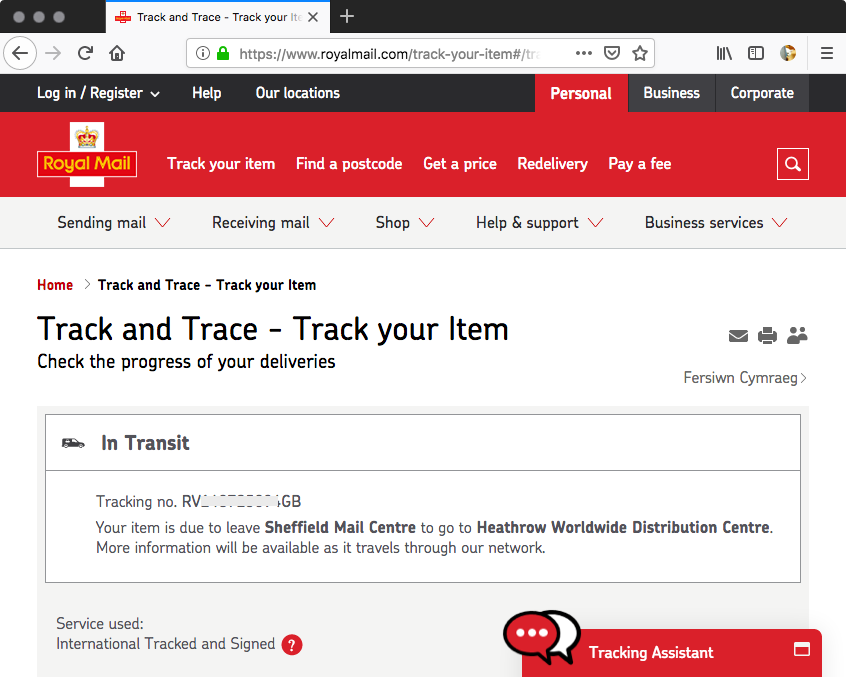 Track and Trace - Track your Ite
https://www.royalmail.com/track-your-item#/tra
Log in / Register Help Our locations Personal Business Corporate
Royal Mail
Track your item Find a postcode Get a price Redelivery Pay a fee
Sending mail Receiving mail Shop Help & support Business services
Home > Track and Trace - Track your Item
Track and Trace - Track your Item
Check the progress of your deliveries
Fersiwn Cymraeg >
In Transit
Tracking no. RV GB
Your item is due to leave Sheffield Mail Centre to go to Heathrow Worldwide Distribution Centre.
More information will be available as it travels through our network.
Service used:
International Tracked and Signed ?
Tracking Assistant